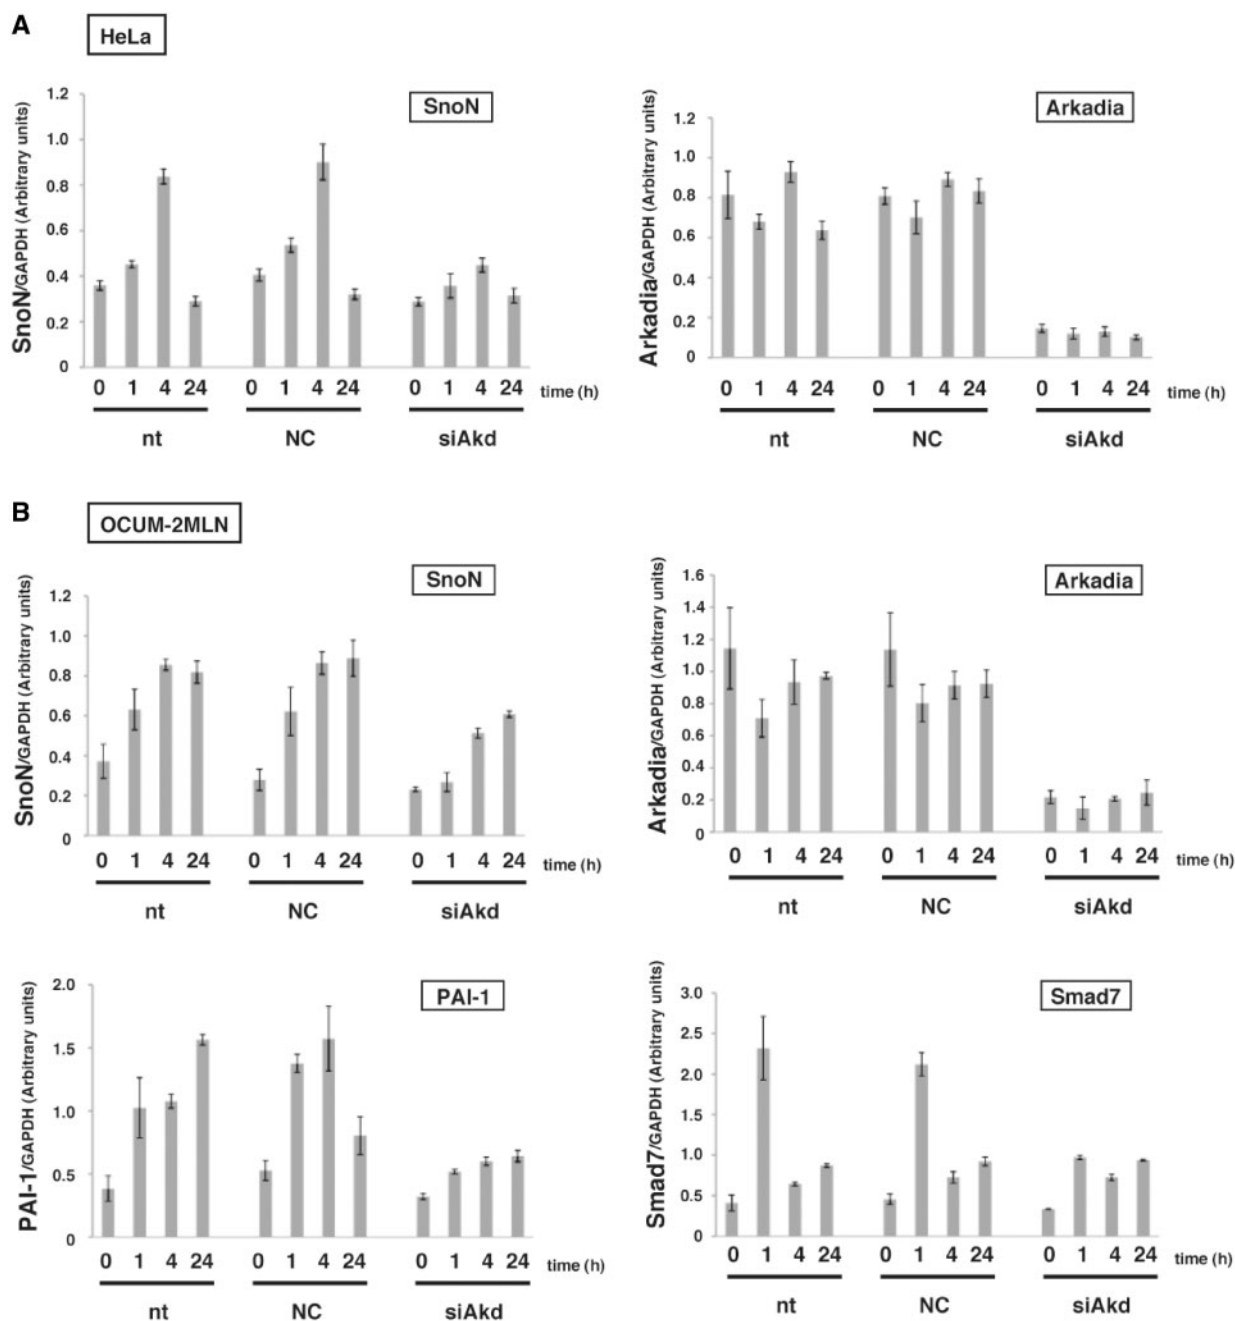 A
HeLa
SnoN
SnoN/GAPDH (Arbitrary units)
1.2
1.0
0.8
0.6
0.4
0.2
0
0 1 4 24 0 1 4 24 0 1 4 24 time (h)
nt NC siAkd
Arkadia
Arkadia/GAPDH (Arbitrary units)
1.2
1.0
0.8
0.6
0.4
0.2
0
0 1 4 24 0 1 4 24 0 1 4 24 time (h)
nt NC siAkd
B
OCUM-2MLN
SnoN
SnoN/GAPDH (Arbitrary units)
1.2
1.0
0.8
0.6
0.4
0.2
0
0 1 4 24 0 1 4 24 0 1 4 24 time (h)
nt NC siAkd
Arkadia
Arkadia/GAPDH (Arbitrary units)
1.6
1.4
1.2
1.0
0.8
0.6
0.4
0.2
0
0 1 4 24 0 1 4 24 0 1 4 24 time (h)
nt NC siAkd
PAI-1
PAI-1/GAPDH (Arbitrary units)
2.0
1.5
1.0
0.5
0
0 1 4 24 0 1 4 24 0 1 4 24 time (h)
nt NC siAkd
Smad7
Smad7/GAPDH (Arbitrary units)
3.0
2.5
2.0
1.5
1.0
0.5
0
0 1 4 24 0 1 4 24 0 1 4 24 time (h)
nt NC siAkd